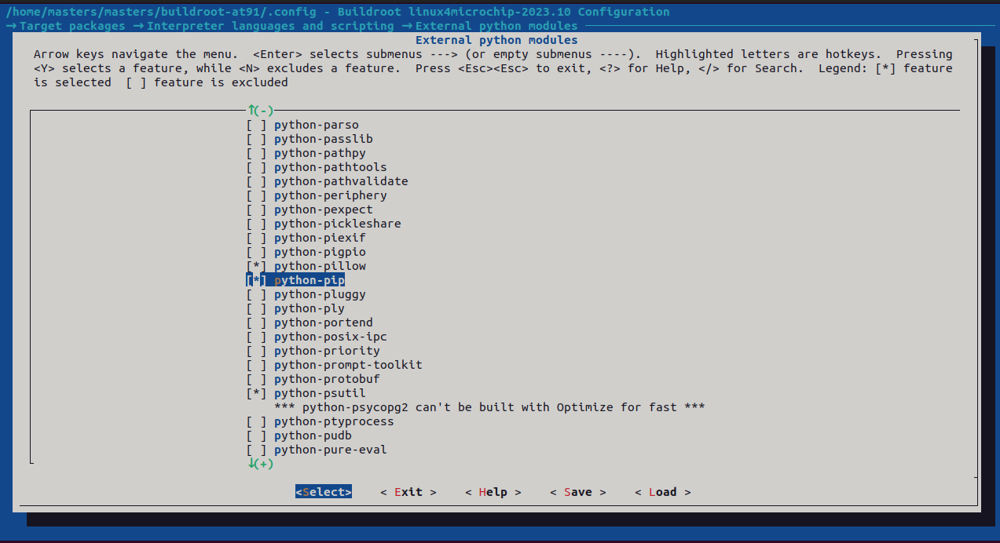 /home/masters/masters/buildroot-at91/.config - Buildroot linux4microchip-2023.10 Configuration
→ Target packages → Interpreter languages and scripting → External python modules
External python modules
Arrow keys navigate the menu.  <Enter> selects submenus ---> (or empty submenus ----).  Highlighted letters are hotkeys.  Pressing
<Y> selects a feature, while <N> excludes a feature.  Press <Esc><Esc> to exit, <?> for Help, </> for Search.  Legend: [*] feature
is selected  [ ] feature is excluded
↑(-)
[ ] python-parso
[ ] python-passlib
[ ] python-pathpy
[ ] python-pathtools
[ ] python-pathvalidate
[ ] python-periphery
[ ] python-pexpect
[ ] python-pickleshare
[ ] python-piexif
[ ] python-pigpio
[*] python-pillow
[*] python-pip
[ ] python-pluggy
[ ] python-ply
[ ] python-portend
[ ] python-posix-ipc
[ ] python-priority
[ ] python-prompt-toolkit
[ ] python-protobuf
[*] python-psutil
*** python-psycopg2 can't be built with Optimize for fast ***
[ ] python-ptyprocess
[ ] python-pudb
[ ] python-pure-eval
↓(+)
<Select>    < Exit >    < Help >    < Save >    < Load >